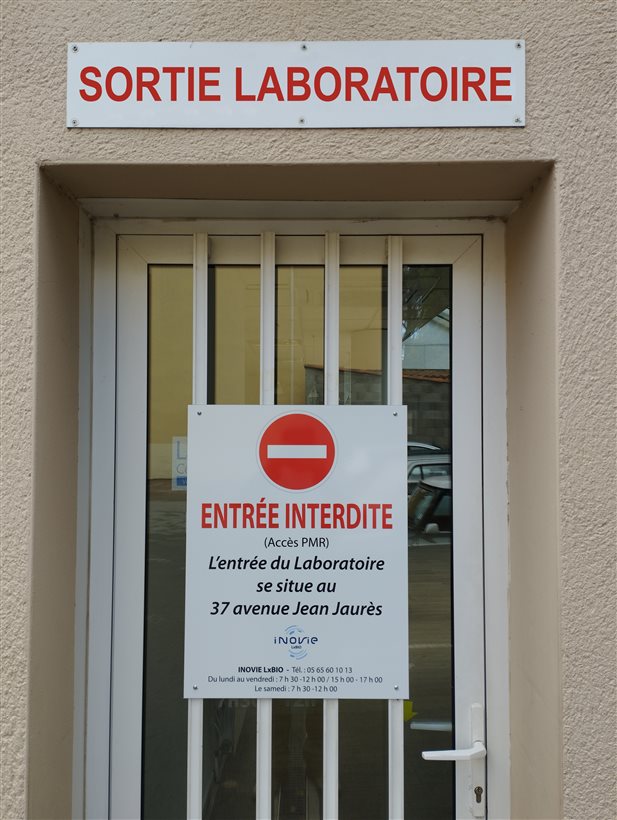 SORTIE LABORATOIRE
ENTRÉE INTERDITE
(Accès PMR)
L'entrée du Laboratoire
se situe au
37 avenue Jean Jaurès
iNOVie
LxBIO
INOVIE LxBIO - Tél. : 05 65 60 10 13
Du lundi au vendredi : 7 h 30 -12 h 00 / 15 h 00 - 17 h 00
Le samedi : 7 h 30 -12 h 00